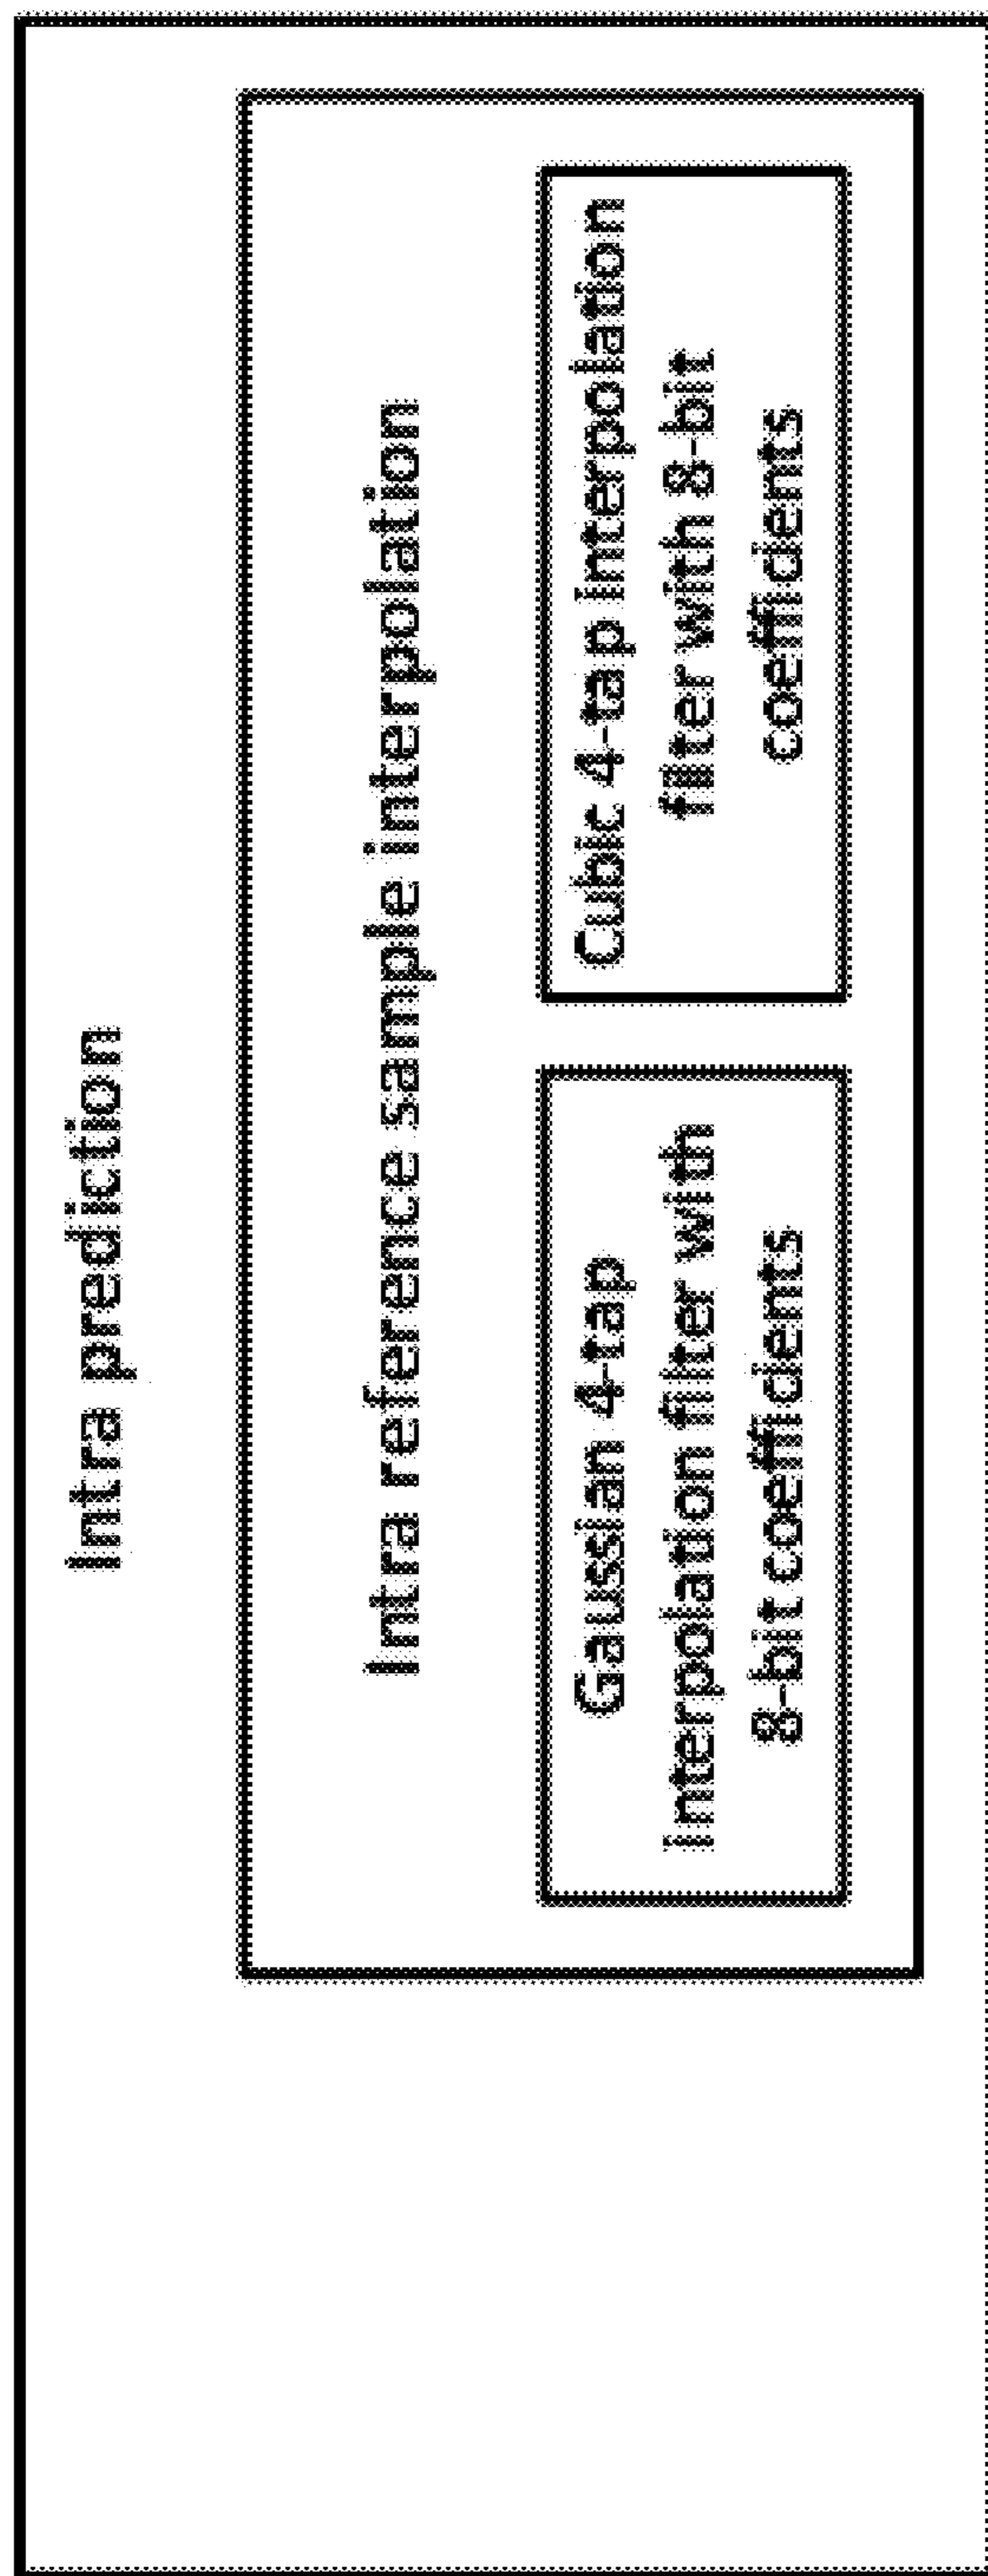 Intra prediction
Intra reference sample interpolation
Gaussian 4-tap
interpolation filter with
8-bit coefficients
Cubic 4-tap interpolation
filter with 8-bit
coefficients